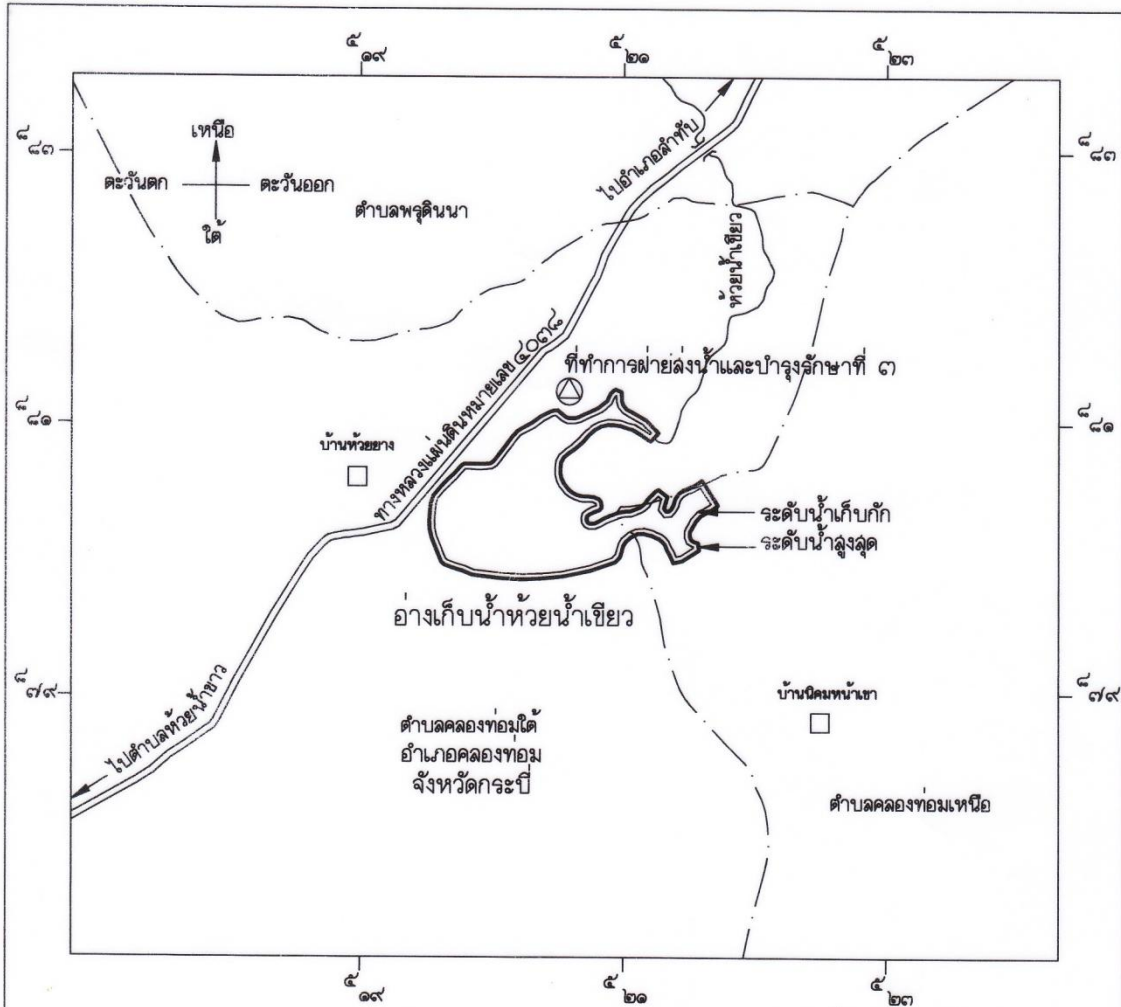 ๕๑๙
๕๒๑
๕๒๓
๘๘๓
๘๘๓
เหนือ
ตะวันตก
ตะวันออก
ใต้
ตำบลพรุดินนา
ไปอำเภอลำทับ
ห้วยน้ำเขียว
ทางหลวงแผ่นดินหมายเลข ๔๐๓๘
ที่ทำการฝ่ายส่งน้ำและบำรุงรักษาที่ ๓
๘๘๑
๘๘๑
บ้านห้วยยาง
ระดับน้ำเก็บกัก
ระดับน้ำสูงสุด
อ่างเก็บน้ำห้วยน้ำเขียว
๘๗๙
๘๗๙
บ้านนิคมหน้าเขา
ไปตำบลห้วยน้ำขาว
ตำบลคลองท่อมใต้
อำเภอคลองท่อม
จังหวัดกระบี่
ตำบลคลองท่อมเหนือ
๕๑๙
๕๒๑
๕๒๓